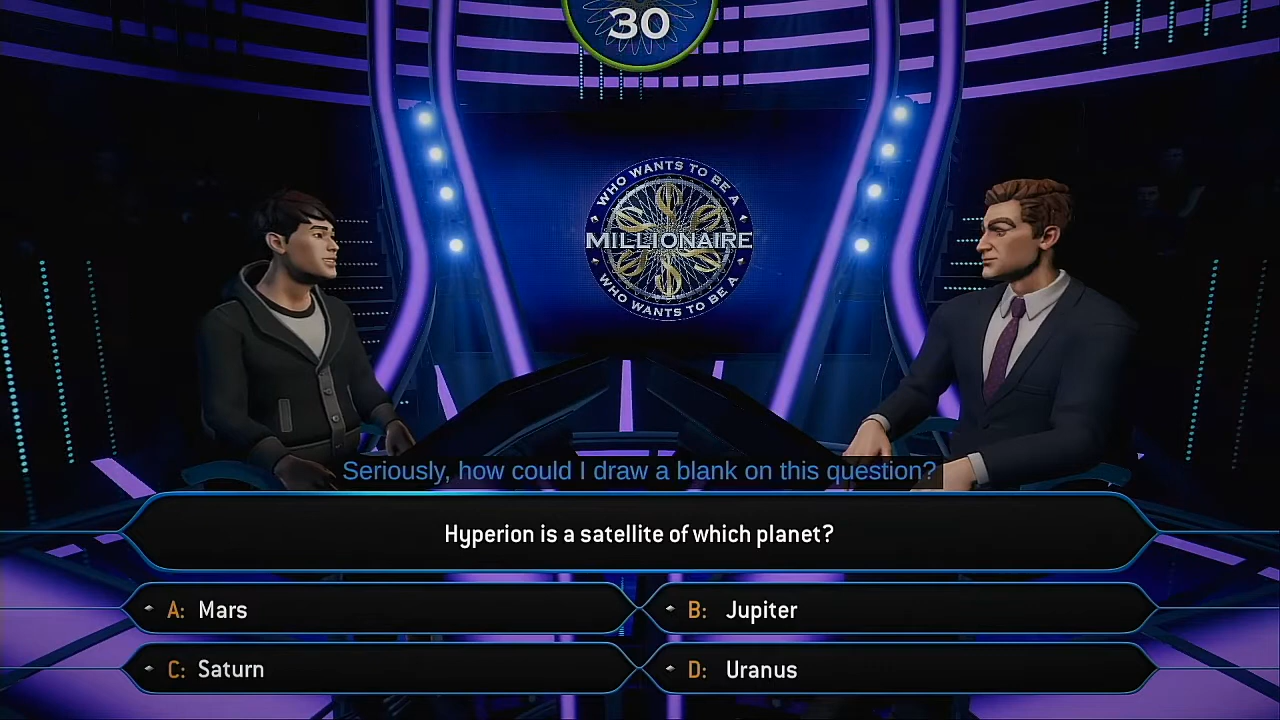 30
WHO WANTS TO BE A
MILLIONAIRE
WHO WANTS TO BE A
Seriously, how could I draw a blank on this question?
Hyperion is a satellite of which planet?
A: Mars
B: Jupiter
C: Saturn
D: Uranus